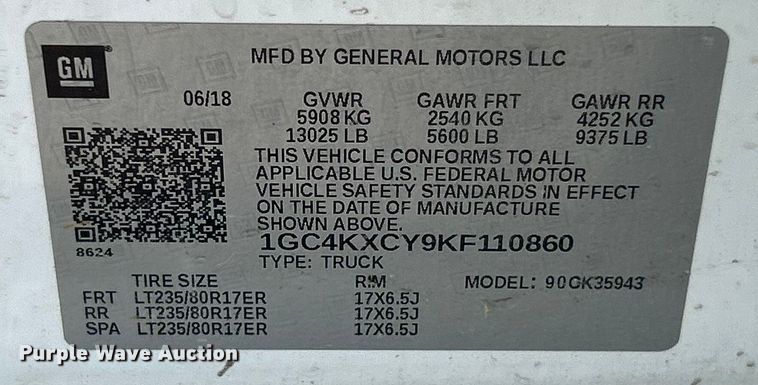 GM
MFD BY GENERAL MOTORS LLC
06/18 GVWR GAWR FRT GAWR RR
5908 KG 2540 KG 4252 KG
13025 LB 5600 LB 9375 LB
THIS VEHICLE CONFORMS TO ALL
APPLICABLE U.S. FEDERAL MOTOR
VEHICLE SAFETY STANDARDS IN EFFECT
ON THE DATE OF MANUFACTURE
SHOWN ABOVE.
8624
1GC4KXCY9KF110860
TYPE: TRUCK
TIRE SIZE RIM MODEL: 90CK35943
FRT LT235/80R17ER 17X6.5J
RR LT235/80R17ER 17X6.5J
SPA LT235/80R17ER 17X6.5J
Purple Wave Auction